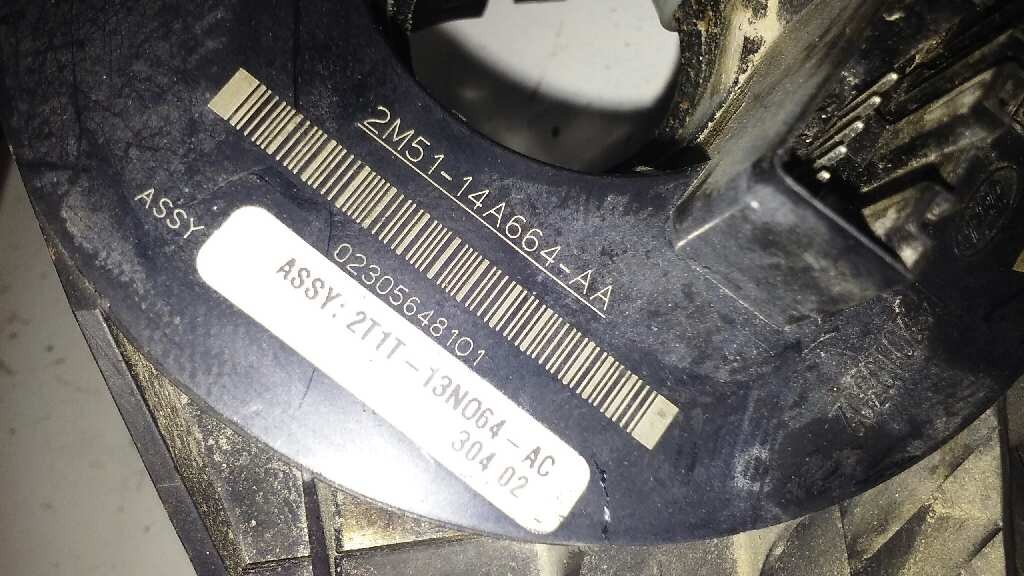 2M51-14A664-AA
02305648101
ASSY
ASSY: 2T1T-13N064-AC
304 02